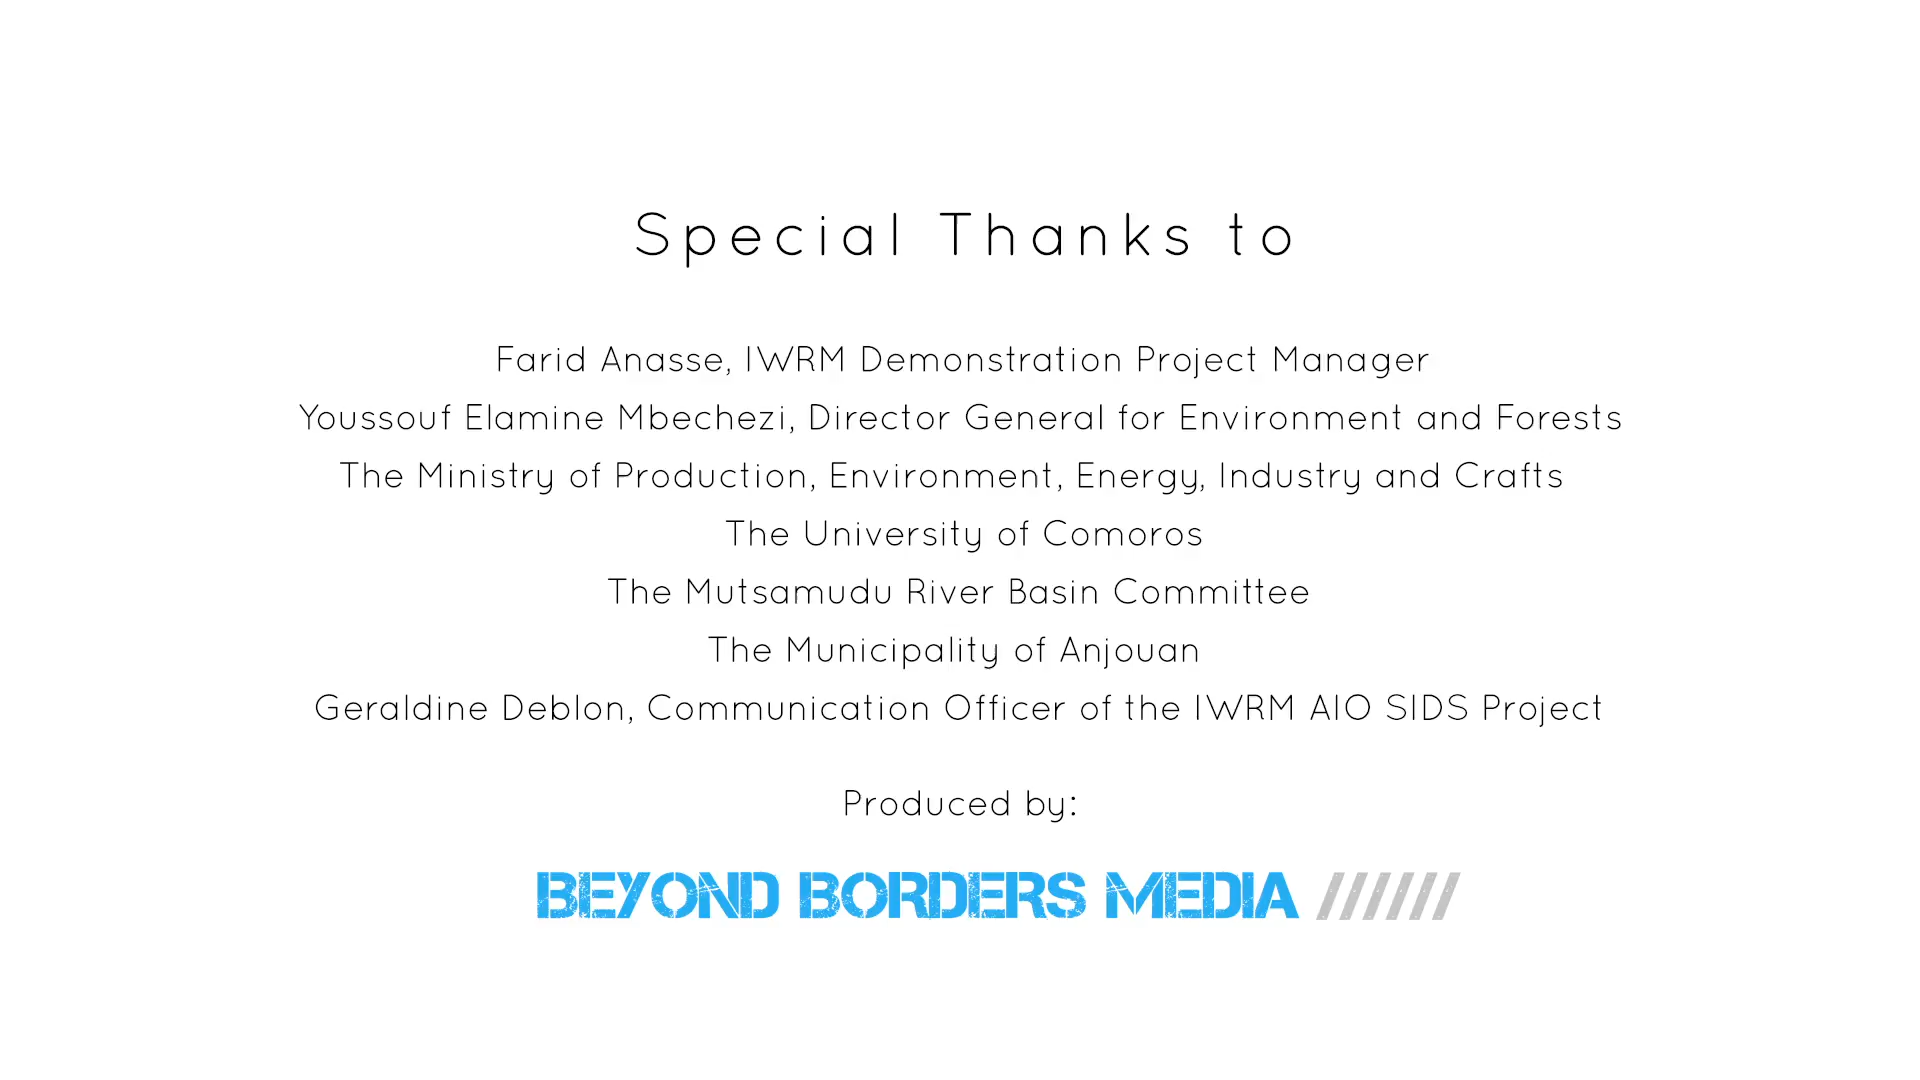 Special Thanks to
Farid Anasse, IWRM Demonstration Project Manager
Youssouf Elamine Mbechezi, Director General for Environment and Forests
The Ministry of Production, Environment, Energy, Industry and Crafts
The University of Comoros
The Mutsamudu River Basin Committee
The Municipality of Anjouan
Geraldine Deblon, Communication Officer of the IWRM AIO SIDS Project
Produced by:
BEYOND BORDERS MEDIA //////